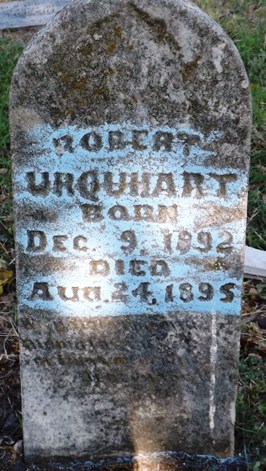 ROBERT
URQUHART
BORN
DEC. 9, 1892
DIED
AUG. 24, 1895